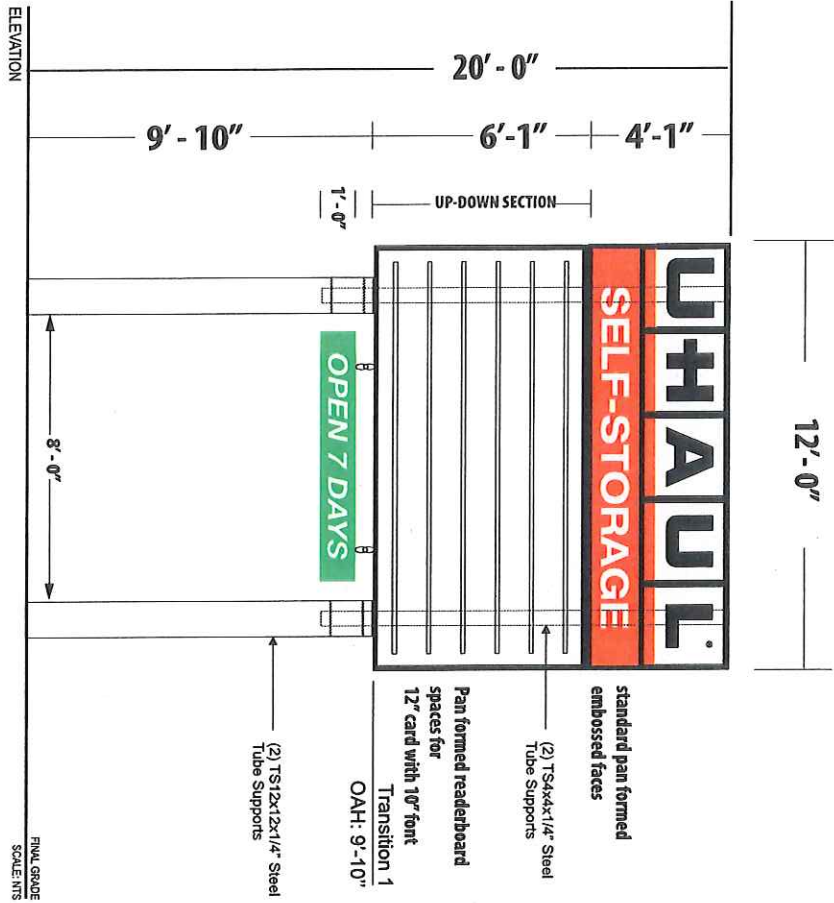 12'- 0"
20'- 0"
4'-1"
6'-1"
9' - 10"
UP-DOWN SECTION
1'- 0"
U-HAUL®
SELF-STORAGE
OPEN 7 DAYS
8'- 0"
standard pan formed
embossed faces
(2) TS4x4x1/4" Steel
Tube Supports
Pan formed readerboard
spaces for
12" card with 10" font
Transition 1
OAH: 9'-10"
(2) TS12x12x1/4" Steel
Tube Supports
ELEVATION
FINAL GRADE
SCALE: NTS